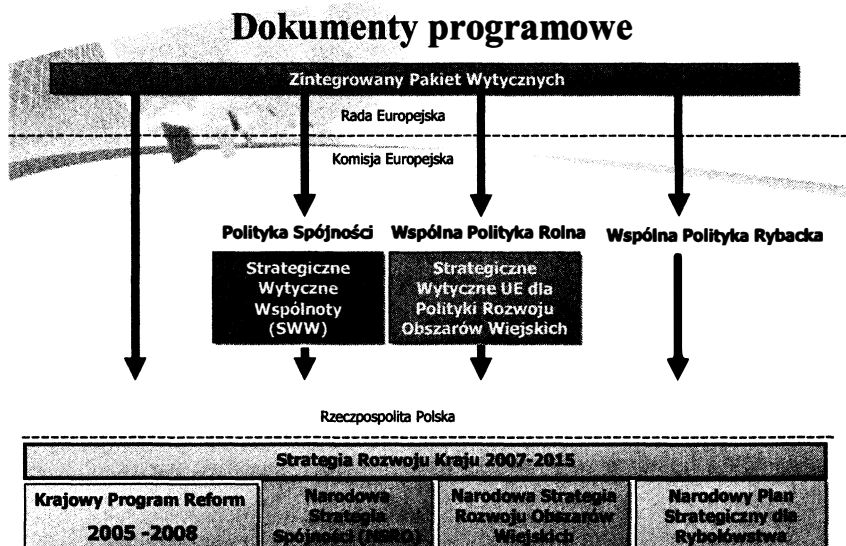 Dokumenty programowe
Zintegrowany Pakiet Wytycznych
Rada Europejska
Komisja Europejska
Polityka Spójności
Wspólna Polityka Rolna
Wspólna Polityka Rybacka
Strategiczne
Wytyczne
Wspólnoty
(SWW)
Strategiczne
Wytyczne UE dla
Polityki Rozwoju
Obszarów Wiejskich
Rzeczpospolita Polska
Strategia Rozwoju Kraju 2007-2015
Krajowy Program Reform
2005 -2008
Narodowa
Strategia
Spójności (NSRO)
Narodowa Strategia
Rozwoju Obszarów
Wiejskich
Narodowy Plan
Strategiczny dla
Rybołówstwa